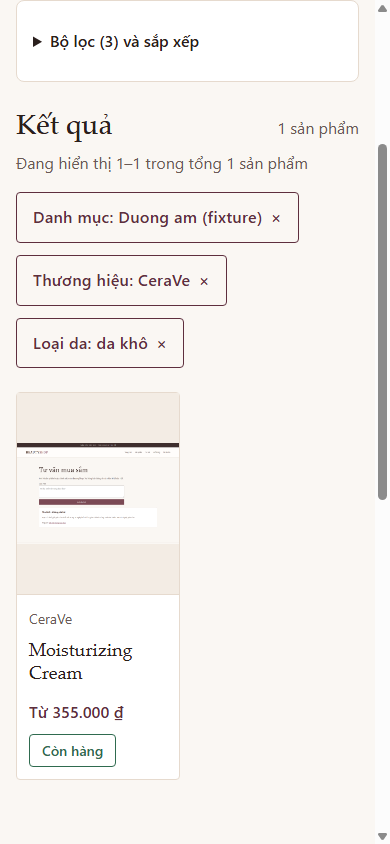 ▶ Bộ lọc (3) và sắp xếp
Kết quả
1 sản phẩm
Đang hiển thị 1–1 trong tổng 1 sản phẩm
Danh mục: Duong am (fixture) ×
Thương hiệu: CeraVe ×
Loại da: da khô ×
Tư vấn mua sắm
CeraVe
Moisturizing
Cream
Từ 355.000 ₫
Còn hàng